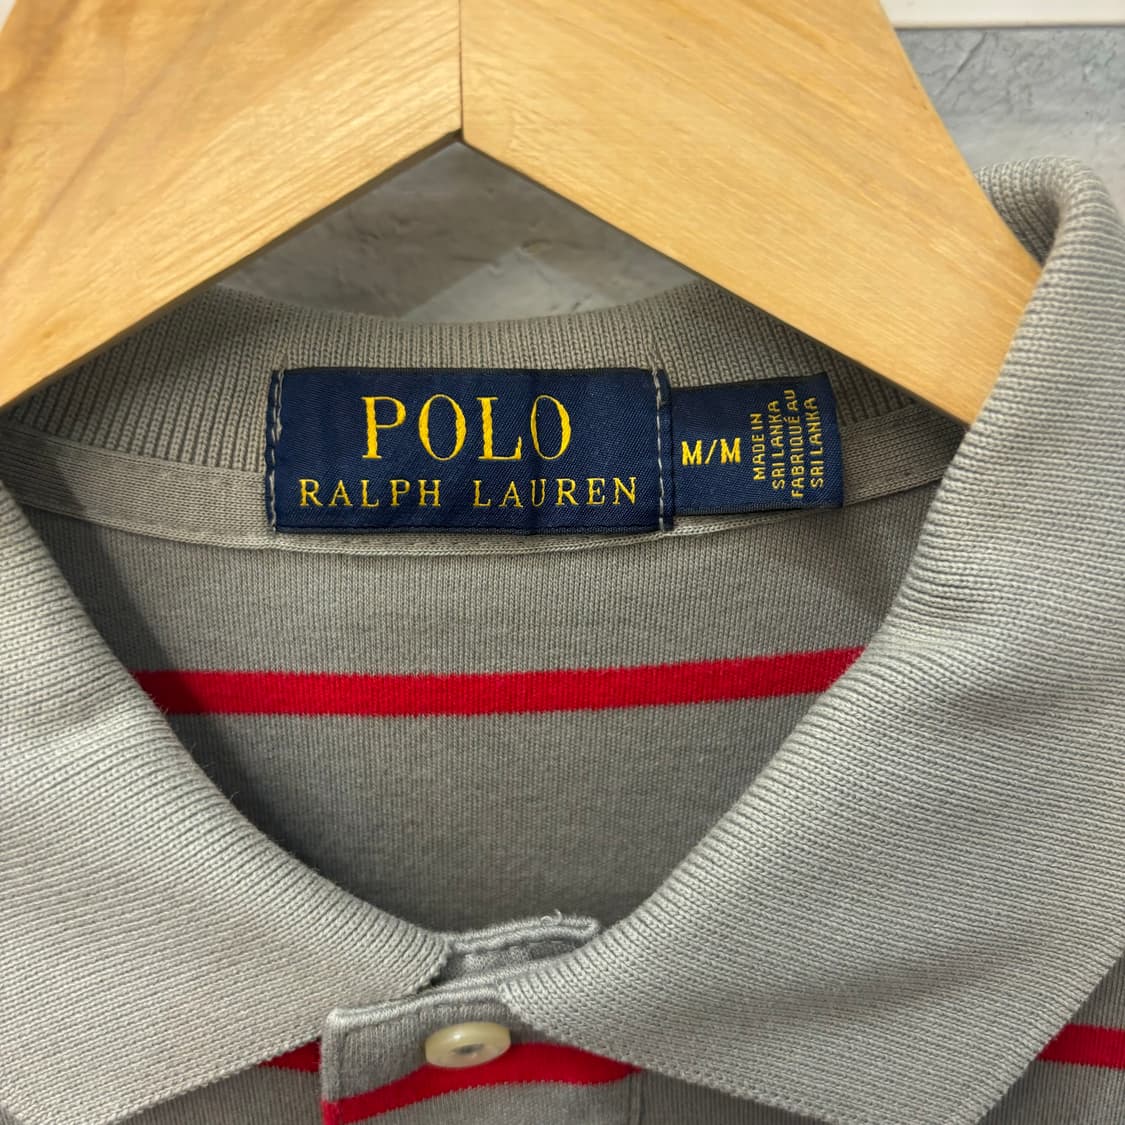 POLO
RALPH LAUREN
M/M
MADE IN
SRI LANKA
FABRIQUÉ AU
SRI LANKA